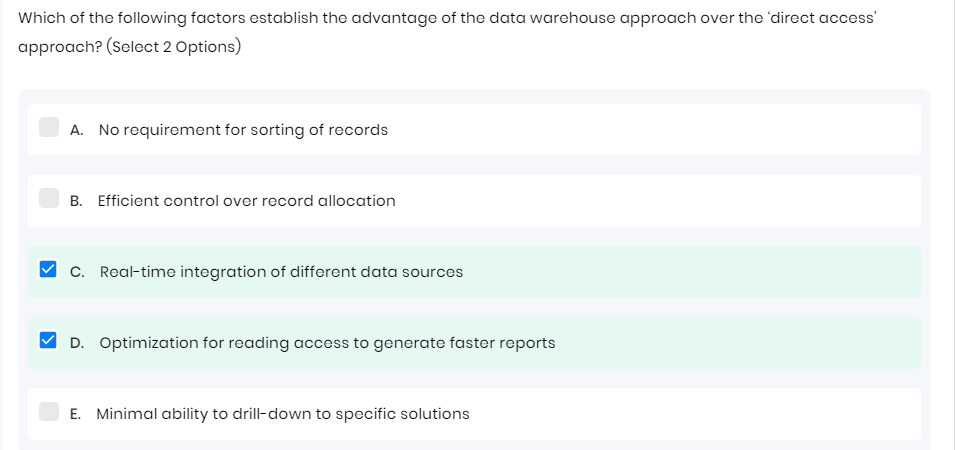 Which of the following factors establish the advantage of the data warehouse approach over the 'direct access'
approach? (Select 2 Options)
A. No requirement for sorting of records
B. Efficient control over record allocation
C. Real-time integration of different data sources
D. Optimization for reading access to generate faster reports
E. Minimal ability to drill-down to specific solutions